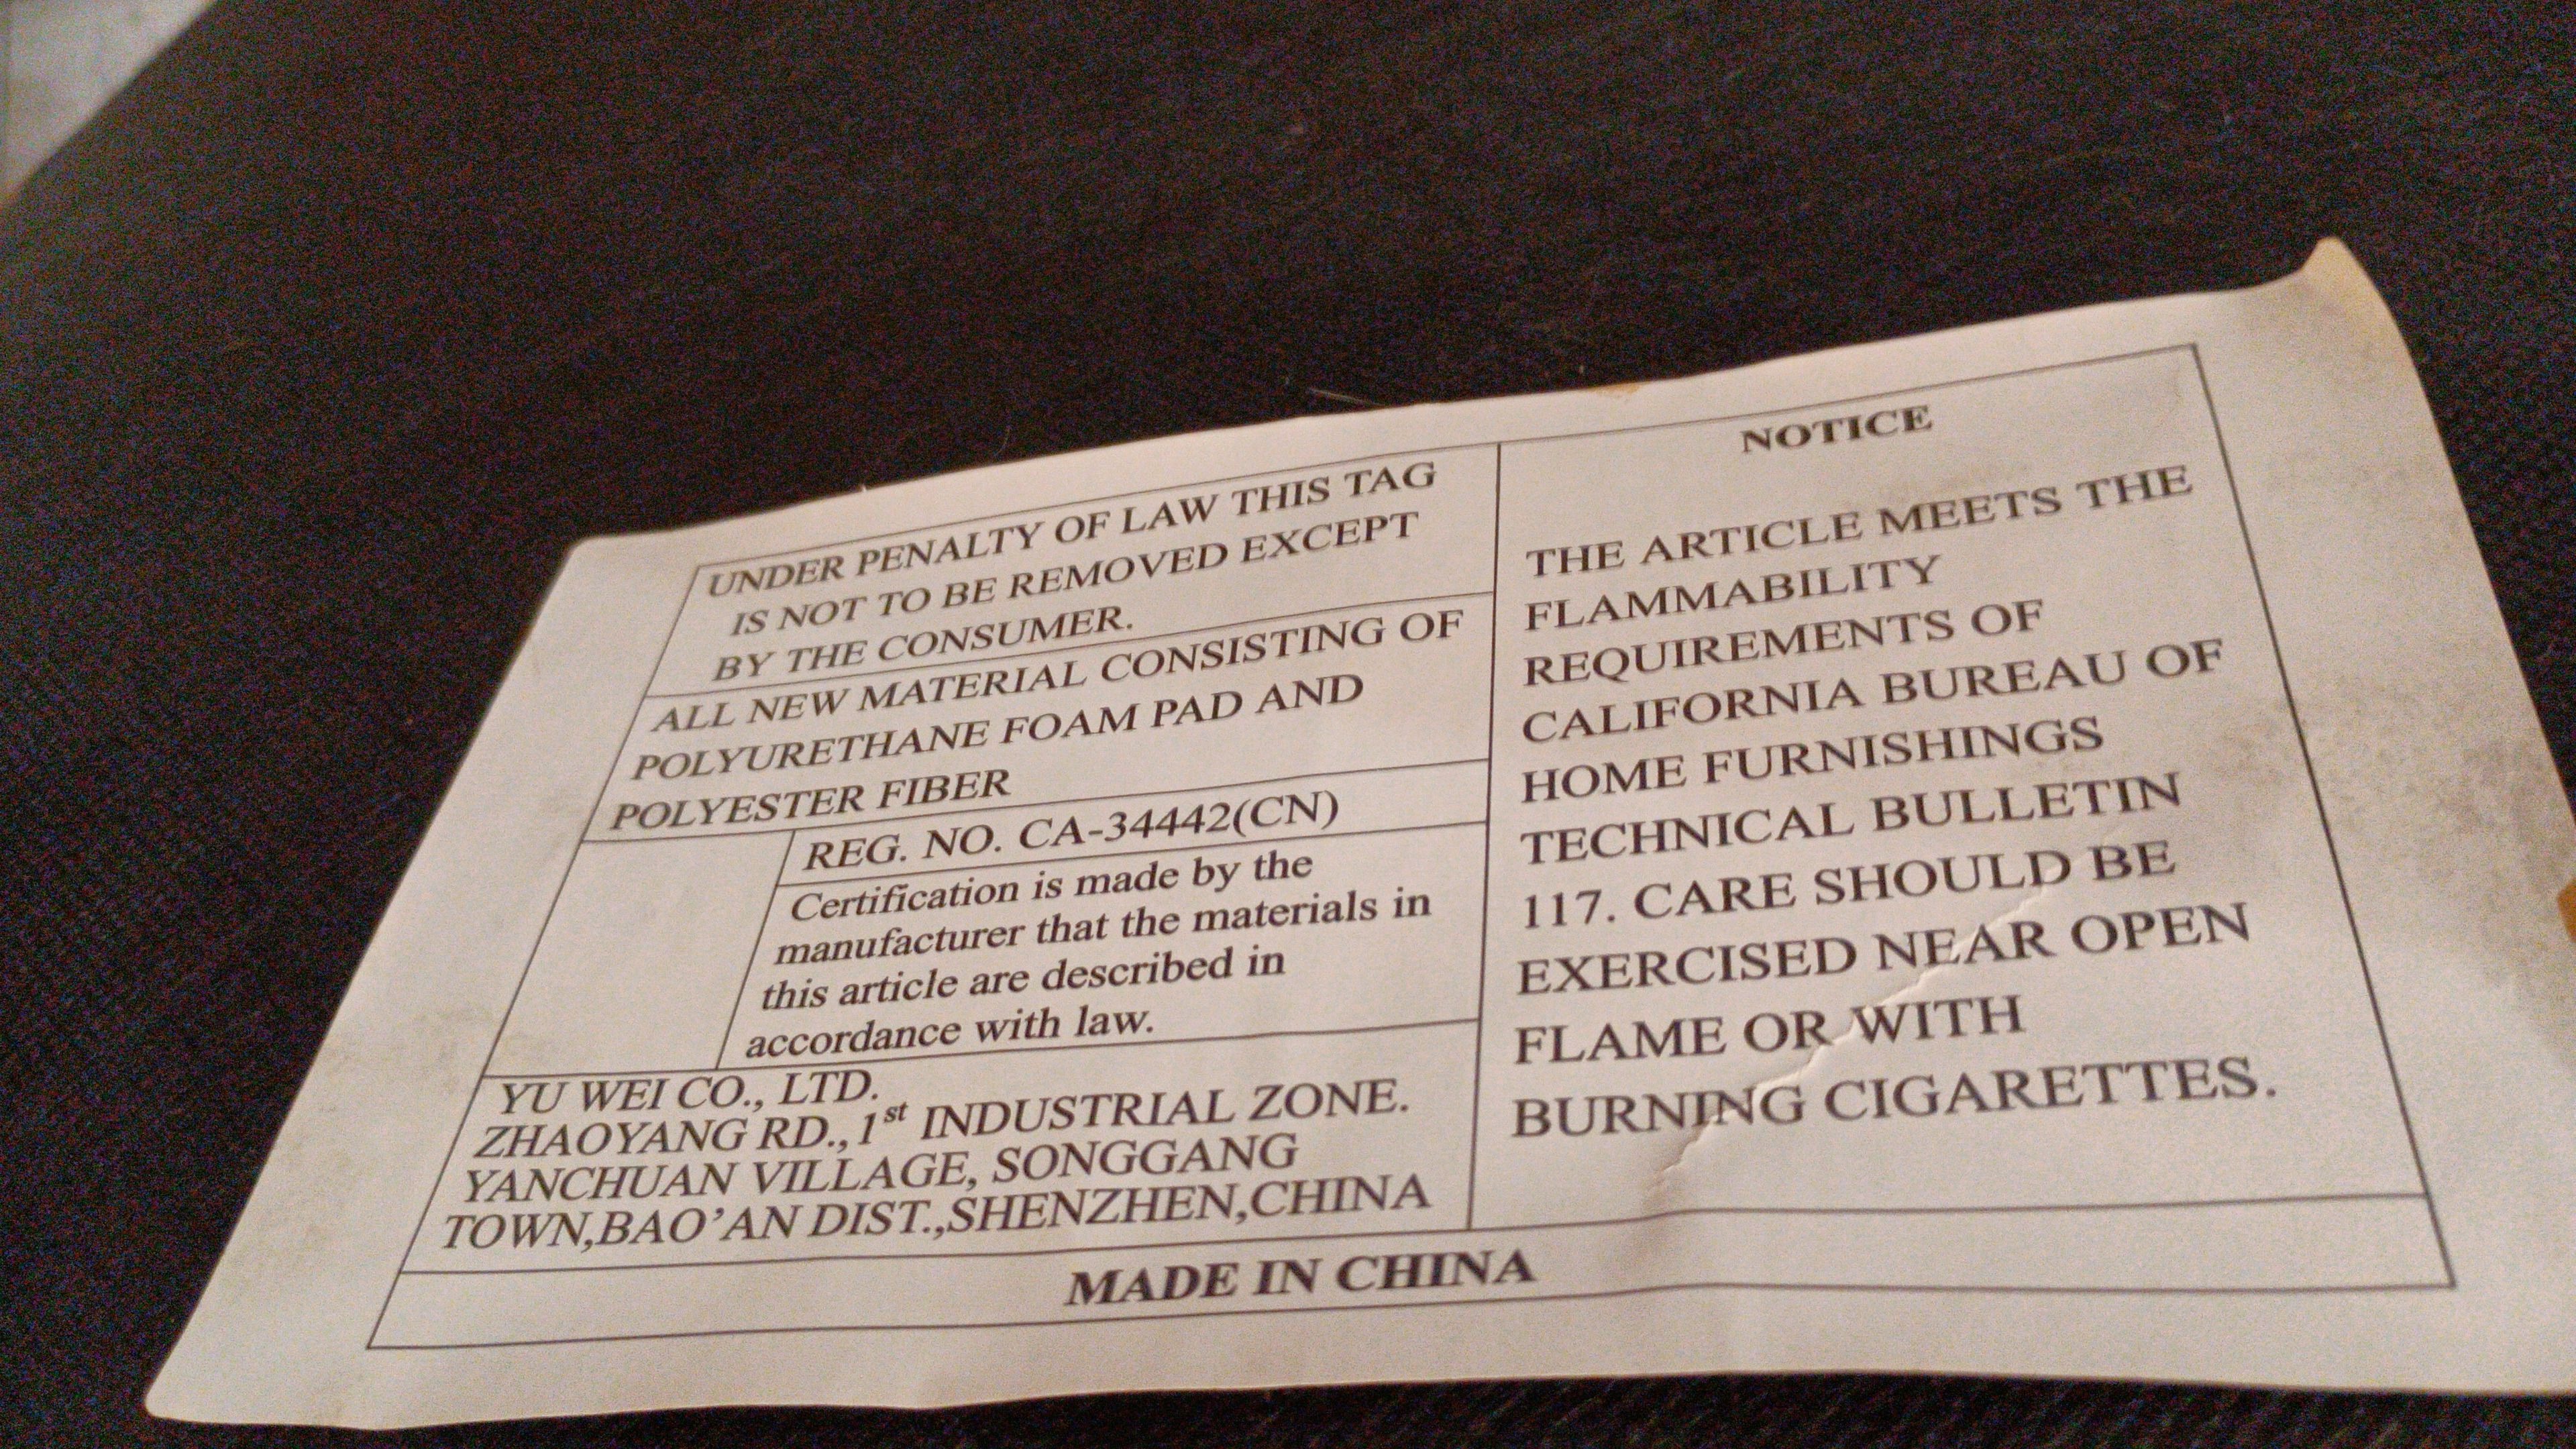 UNDER PENALTY OF LAW THIS TAG
IS NOT TO BE REMOVED EXCEPT
BY THE CONSUMER.
ALL NEW MATERIAL CONSISTING OF
POLYURETHANE FOAM PAD AND
POLYESTER FIBER
REG. NO. CA-34442(CN)
Certification is made by the
manufacturer that the materials in
this article are described in
accordance with law.
YU WEI CO., LTD.
ZHAOYANG RD., 1st INDUSTRIAL ZONE.
YANCHUAN VILLAGE, SONGGANG
TOWN,BAO’AN DIST.,SHENZHEN,CHINA
NOTICE
THE ARTICLE MEETS THE
FLAMMABILITY
REQUIREMENTS OF
CALIFORNIA BUREAU OF
HOME FURNISHINGS
TECHNICAL BULLETIN
117. CARE SHOULD BE
EXERCISED NEAR OPEN
FLAME OR WITH
BURNING CIGARETTES.
MADE IN CHINA